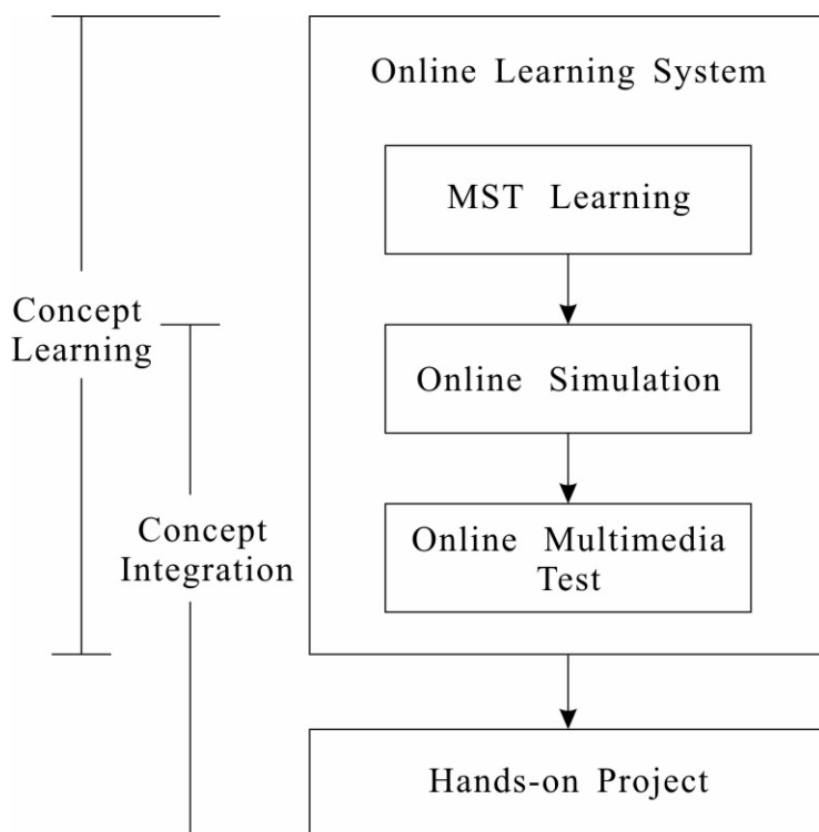 Online Learning System
MST Learning
Concept
Learning
Online Simulation
Concept
Integration
Online Multimedia
Test
Hands-on Project